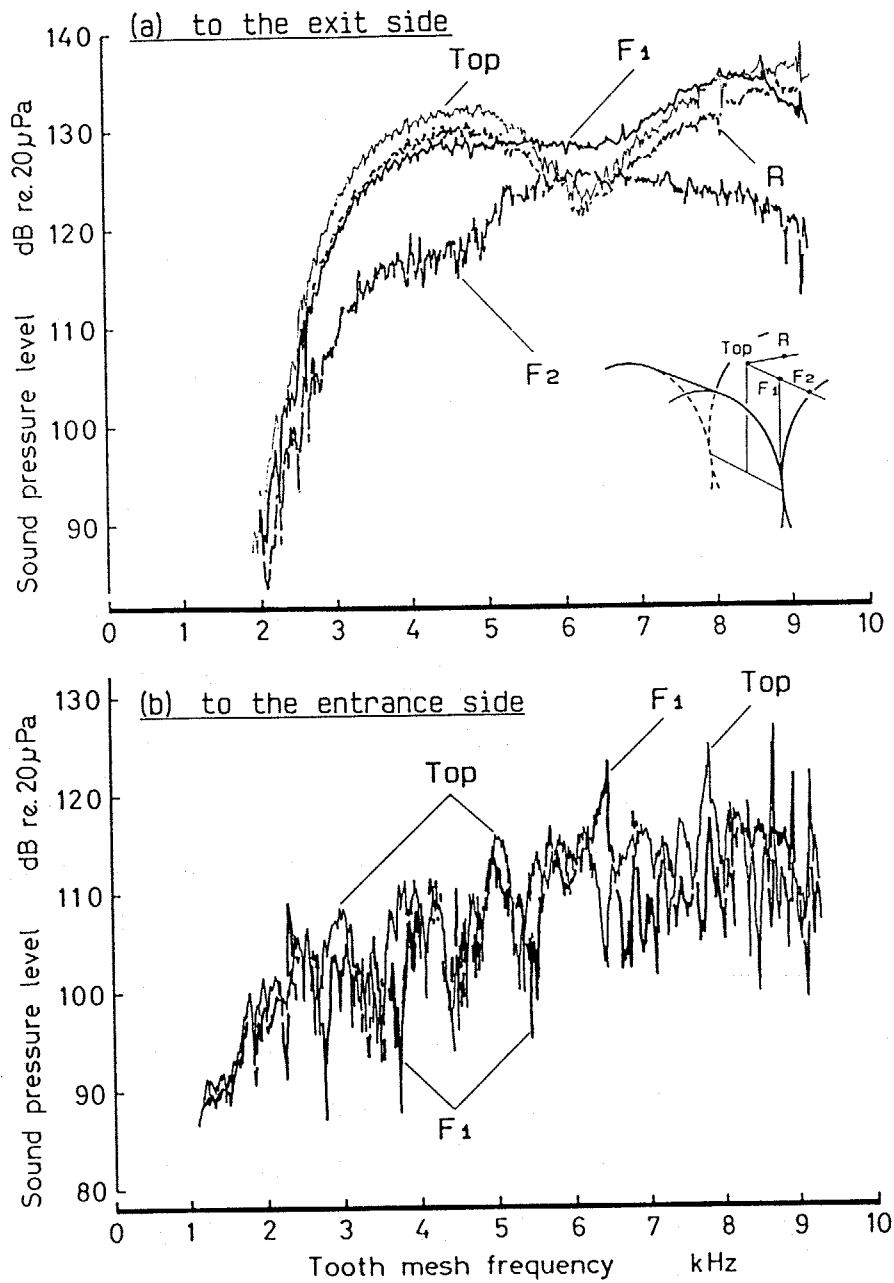 (a) to the exit side
140
130
120
110
100
90
Sound pressure level dB re. 20µPa
Top
F1
R
F2
Top
R
F1
F2
0 1 2 3 4 5 6 7 8 9 10
(b) to the entrance side
130
120
110
100
90
80
Sound pressure level dB re. 20µPa
Top
F1
Top
F1
0 1 2 3 4 5 6 7 8 9 10
Tooth mesh frequency kHz